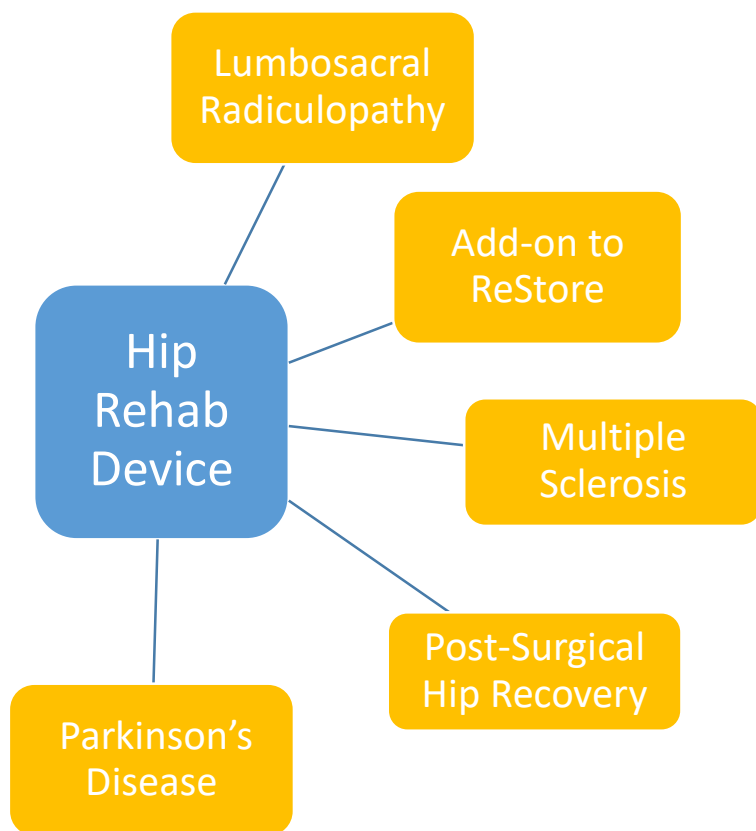 Lumbosacral
Radiculopathy
Add-on to
ReStore
Hip
Rehab
Device
Multiple
Sclerosis
Post-Surgical
Hip Recovery
Parkinson’s
Disease